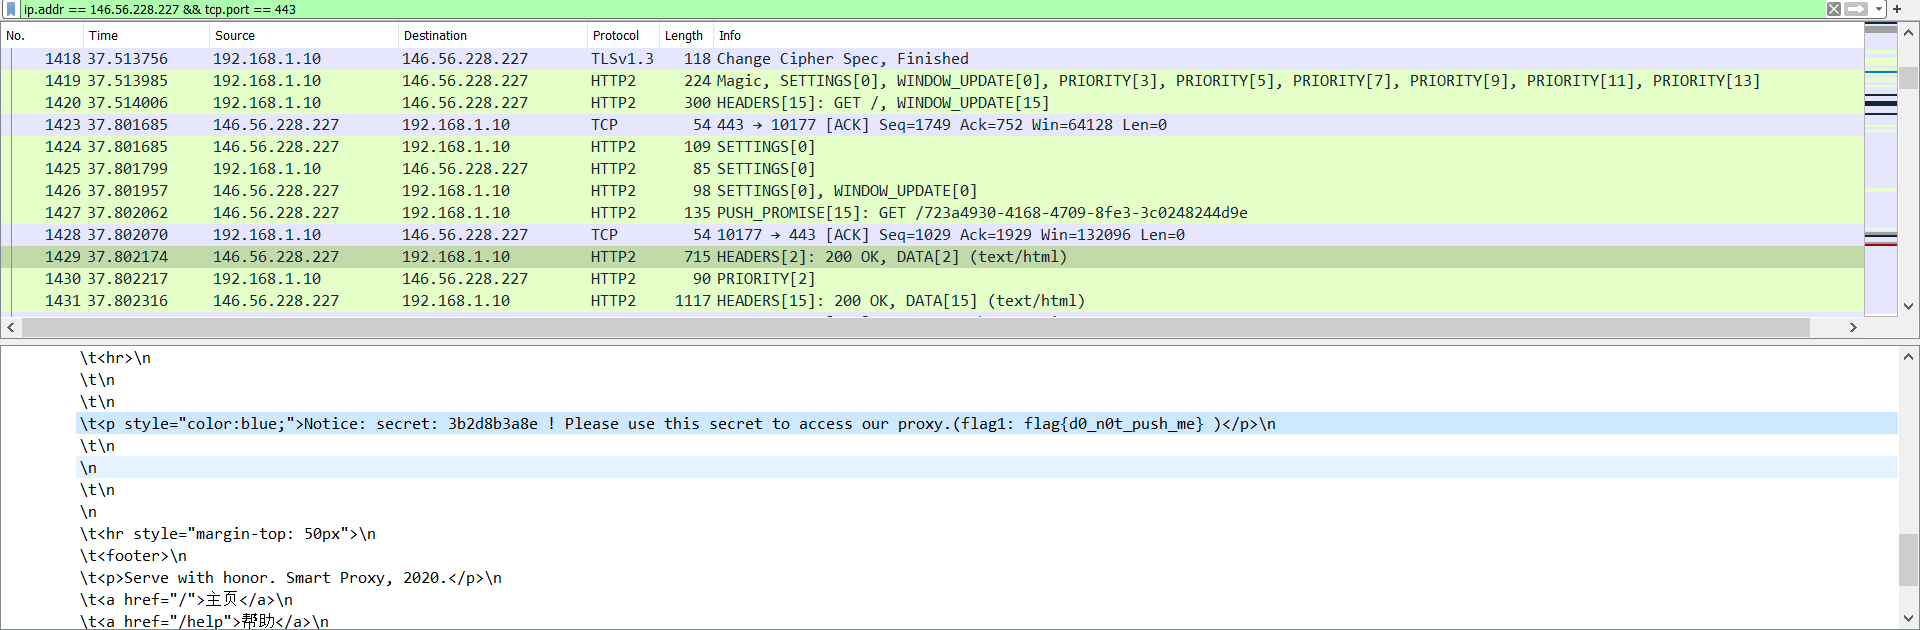 ip.addr == 146.56.228.227 && tcp.port == 443
No. Time Source Destination Protocol Length Info
1418 37.513756 192.168.1.10 146.56.228.227 TLSv1.3 118 Change Cipher Spec, Finished
1419 37.513985 192.168.1.10 146.56.228.227 HTTP2 224 Magic, SETTINGS[0], WINDOW_UPDATE[0], PRIORITY[3], PRIORITY[5], PRIORITY[7], PRIORITY[9], PRIORITY[11], PRIORITY[13]
1420 37.514006 192.168.1.10 146.56.228.227 HTTP2 300 HEADERS[15]: GET /, WINDOW_UPDATE[15]
1423 37.801685 146.56.228.227 192.168.1.10 TCP 54 443 → 10177 [ACK] Seq=1749 Ack=752 Win=64128 Len=0
1424 37.801685 146.56.228.227 192.168.1.10 HTTP2 109 SETTINGS[0]
1425 37.801799 192.168.1.10 146.56.228.227 HTTP2 85 SETTINGS[0]
1426 37.801957 146.56.228.227 192.168.1.10 HTTP2 98 SETTINGS[0], WINDOW_UPDATE[0]
1427 37.802062 146.56.228.227 192.168.1.10 HTTP2 135 PUSH_PROMISE[15]: GET /723a4930-4168-4709-8fe3-3c0248244d9e
1428 37.802070 192.168.1.10 146.56.228.227 TCP 54 10177 → 443 [ACK] Seq=1029 Ack=1929 Win=132096 Len=0
1429 37.802174 146.56.228.227 192.168.1.10 HTTP2 715 HEADERS[2]: 200 OK, DATA[2] (text/html)
1430 37.802217 192.168.1.10 146.56.228.227 HTTP2 90 PRIORITY[2]
1431 37.802316 146.56.228.227 192.168.1.10 HTTP2 1117 HEADERS[15]: 200 OK, DATA[15] (text/html)
\t<hr>\n
\t\n
\t\n
\t<p style="color:blue;">Notice: secret: 3b2d8b3a8e ! Please use this secret to access our proxy.(flag1: flag{d0_n0t_push_me} )</p>\n
\t\n
\n
\t\n
\n
\t<hr style="margin-top: 50px">\n
\t<footer>\n
\t<p>Serve with honor. Smart Proxy, 2020.</p>\n
\t<a href="/">主页</a>\n
\t<a href="/help">帮助</a>\n